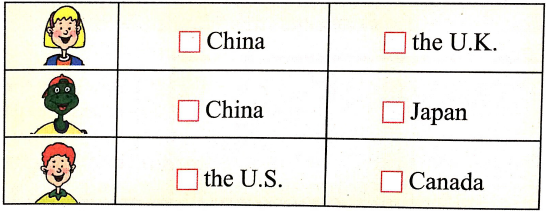 China the U.K.
China Japan
the U.S. Canada